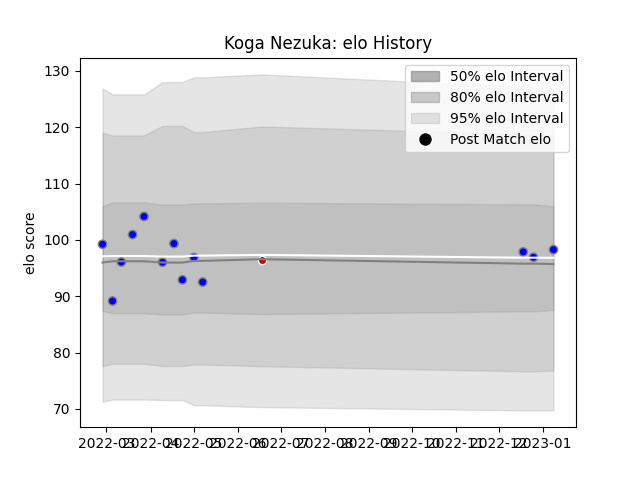 Koga Nezuka: elo History
50% elo Interval
80% elo Interval
95% elo Interval
Post Match elo
elo score
130
120
110
100
90
80
70
2022-03 2022-04 2022-05 2022-06 2022-07 2022-08 2022-09 2022-10 2022-11 2022-12 2023-01